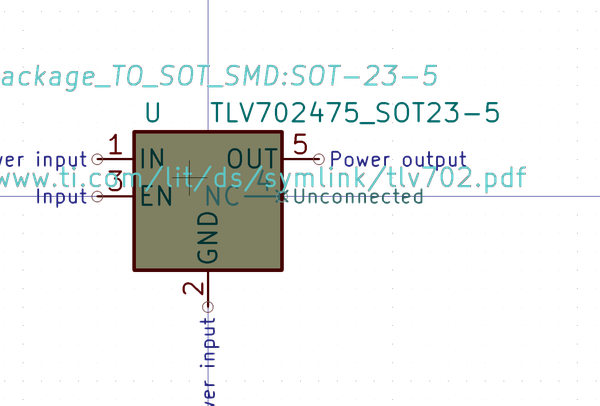 ackage_TO_SOT_SMD:SOT-23-5
U TLV702475_SOT23-5
wer input 1 IN OUT 5 Power output
www.ti.com/lit/ds/symlink/tlv702.pdf
Input 3 EN NC 4 Unconnected
GND
2
wer input